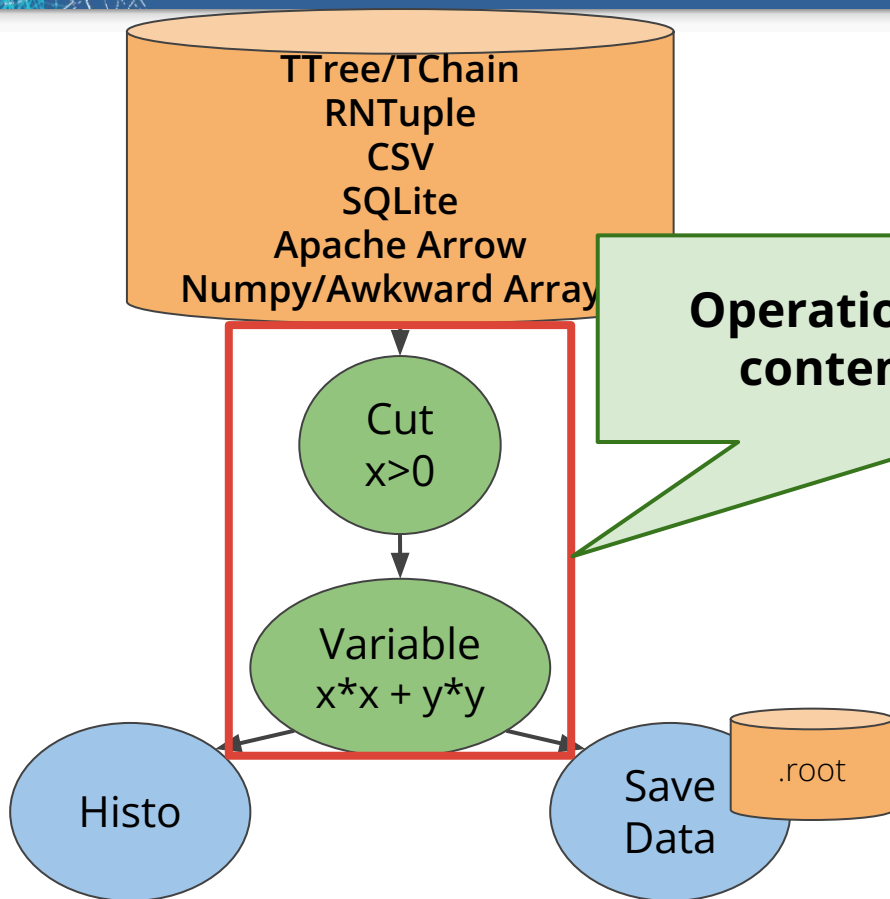 TTree/TChain
RNTuple
CSV
SQLite
Apache Arrow
Numpy/Awkward Array
Cut
x>0
Variable
x*x + y*y
Histo
Save
Data
.root